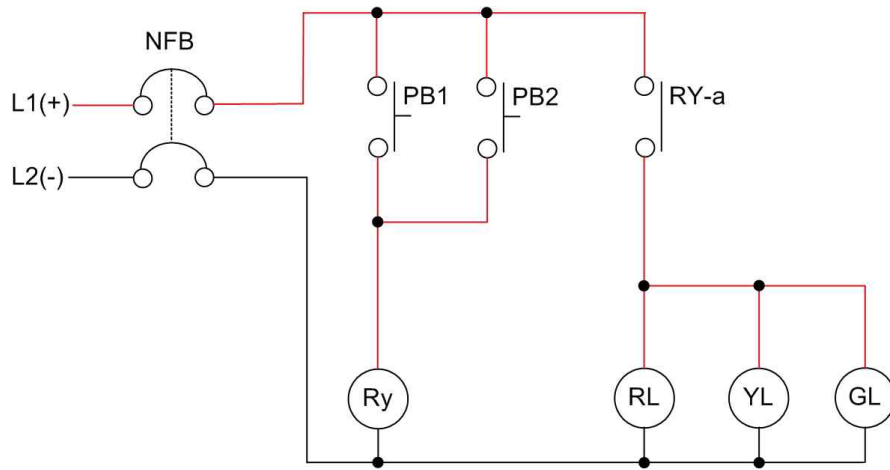 NFB
L1(+)
PB1
PB2
RY-a
L2(-)
Ry
RL
YL
GL